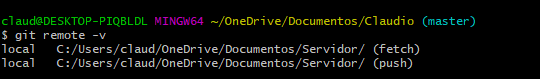 claud@DESKTOP-PIQBLDL MINGW64 ~/OneDrive/Documentos/Claudio (master)
$ git remote -v
local   C:/Users/claud/OneDrive/Documentos/Servidor/ (fetch)
local   C:/Users/claud/OneDrive/Documentos/Servidor/ (push)